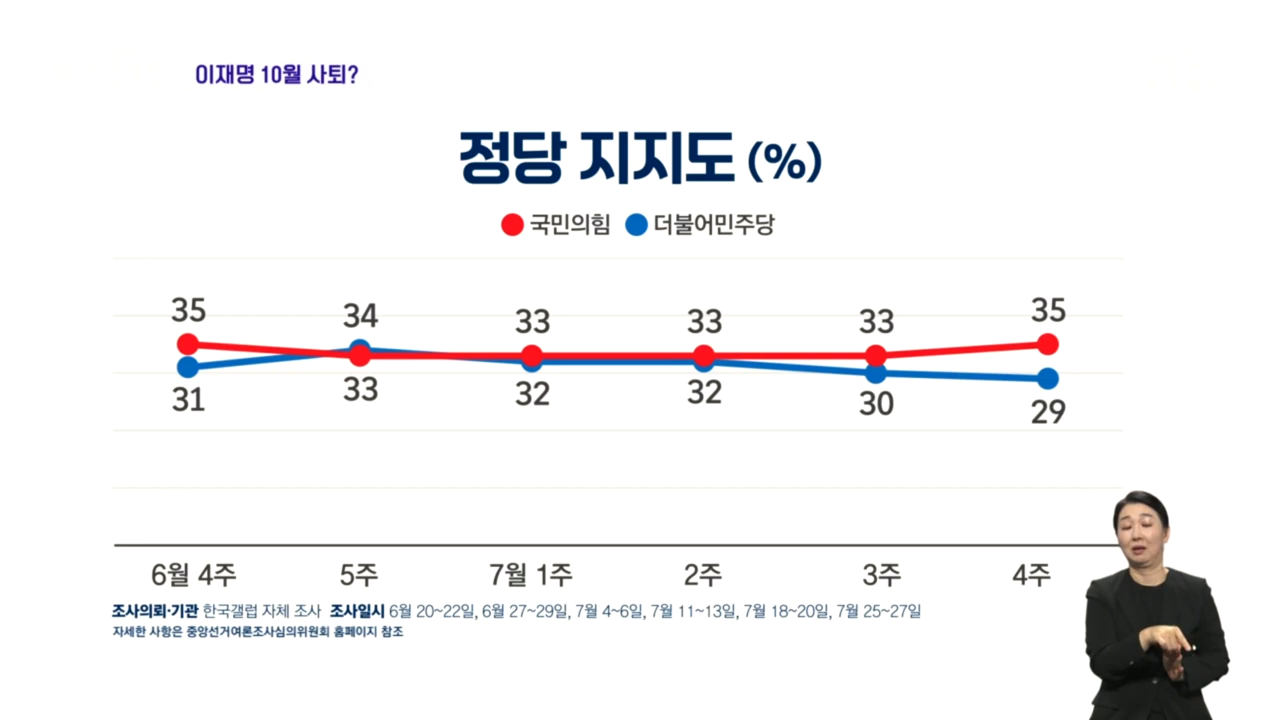 이재명 10월 사퇴?
정당 지지도 (%)
국민의힘 더불어민주당
35 34 33 33 33 35
31 33 32 32 30 29
6월 4주 5주 7월 1주 2주 3주 4주
조사의뢰·기관 한국갤럽 자체 조사 조사일시 6월 20~22일, 6월 27~29일, 7월 4~6일, 7월 11~13일, 7월 18~20일, 7월 25~27일
자세한 사항은 중앙선거여론조사심의위원회 홈페이지 참조